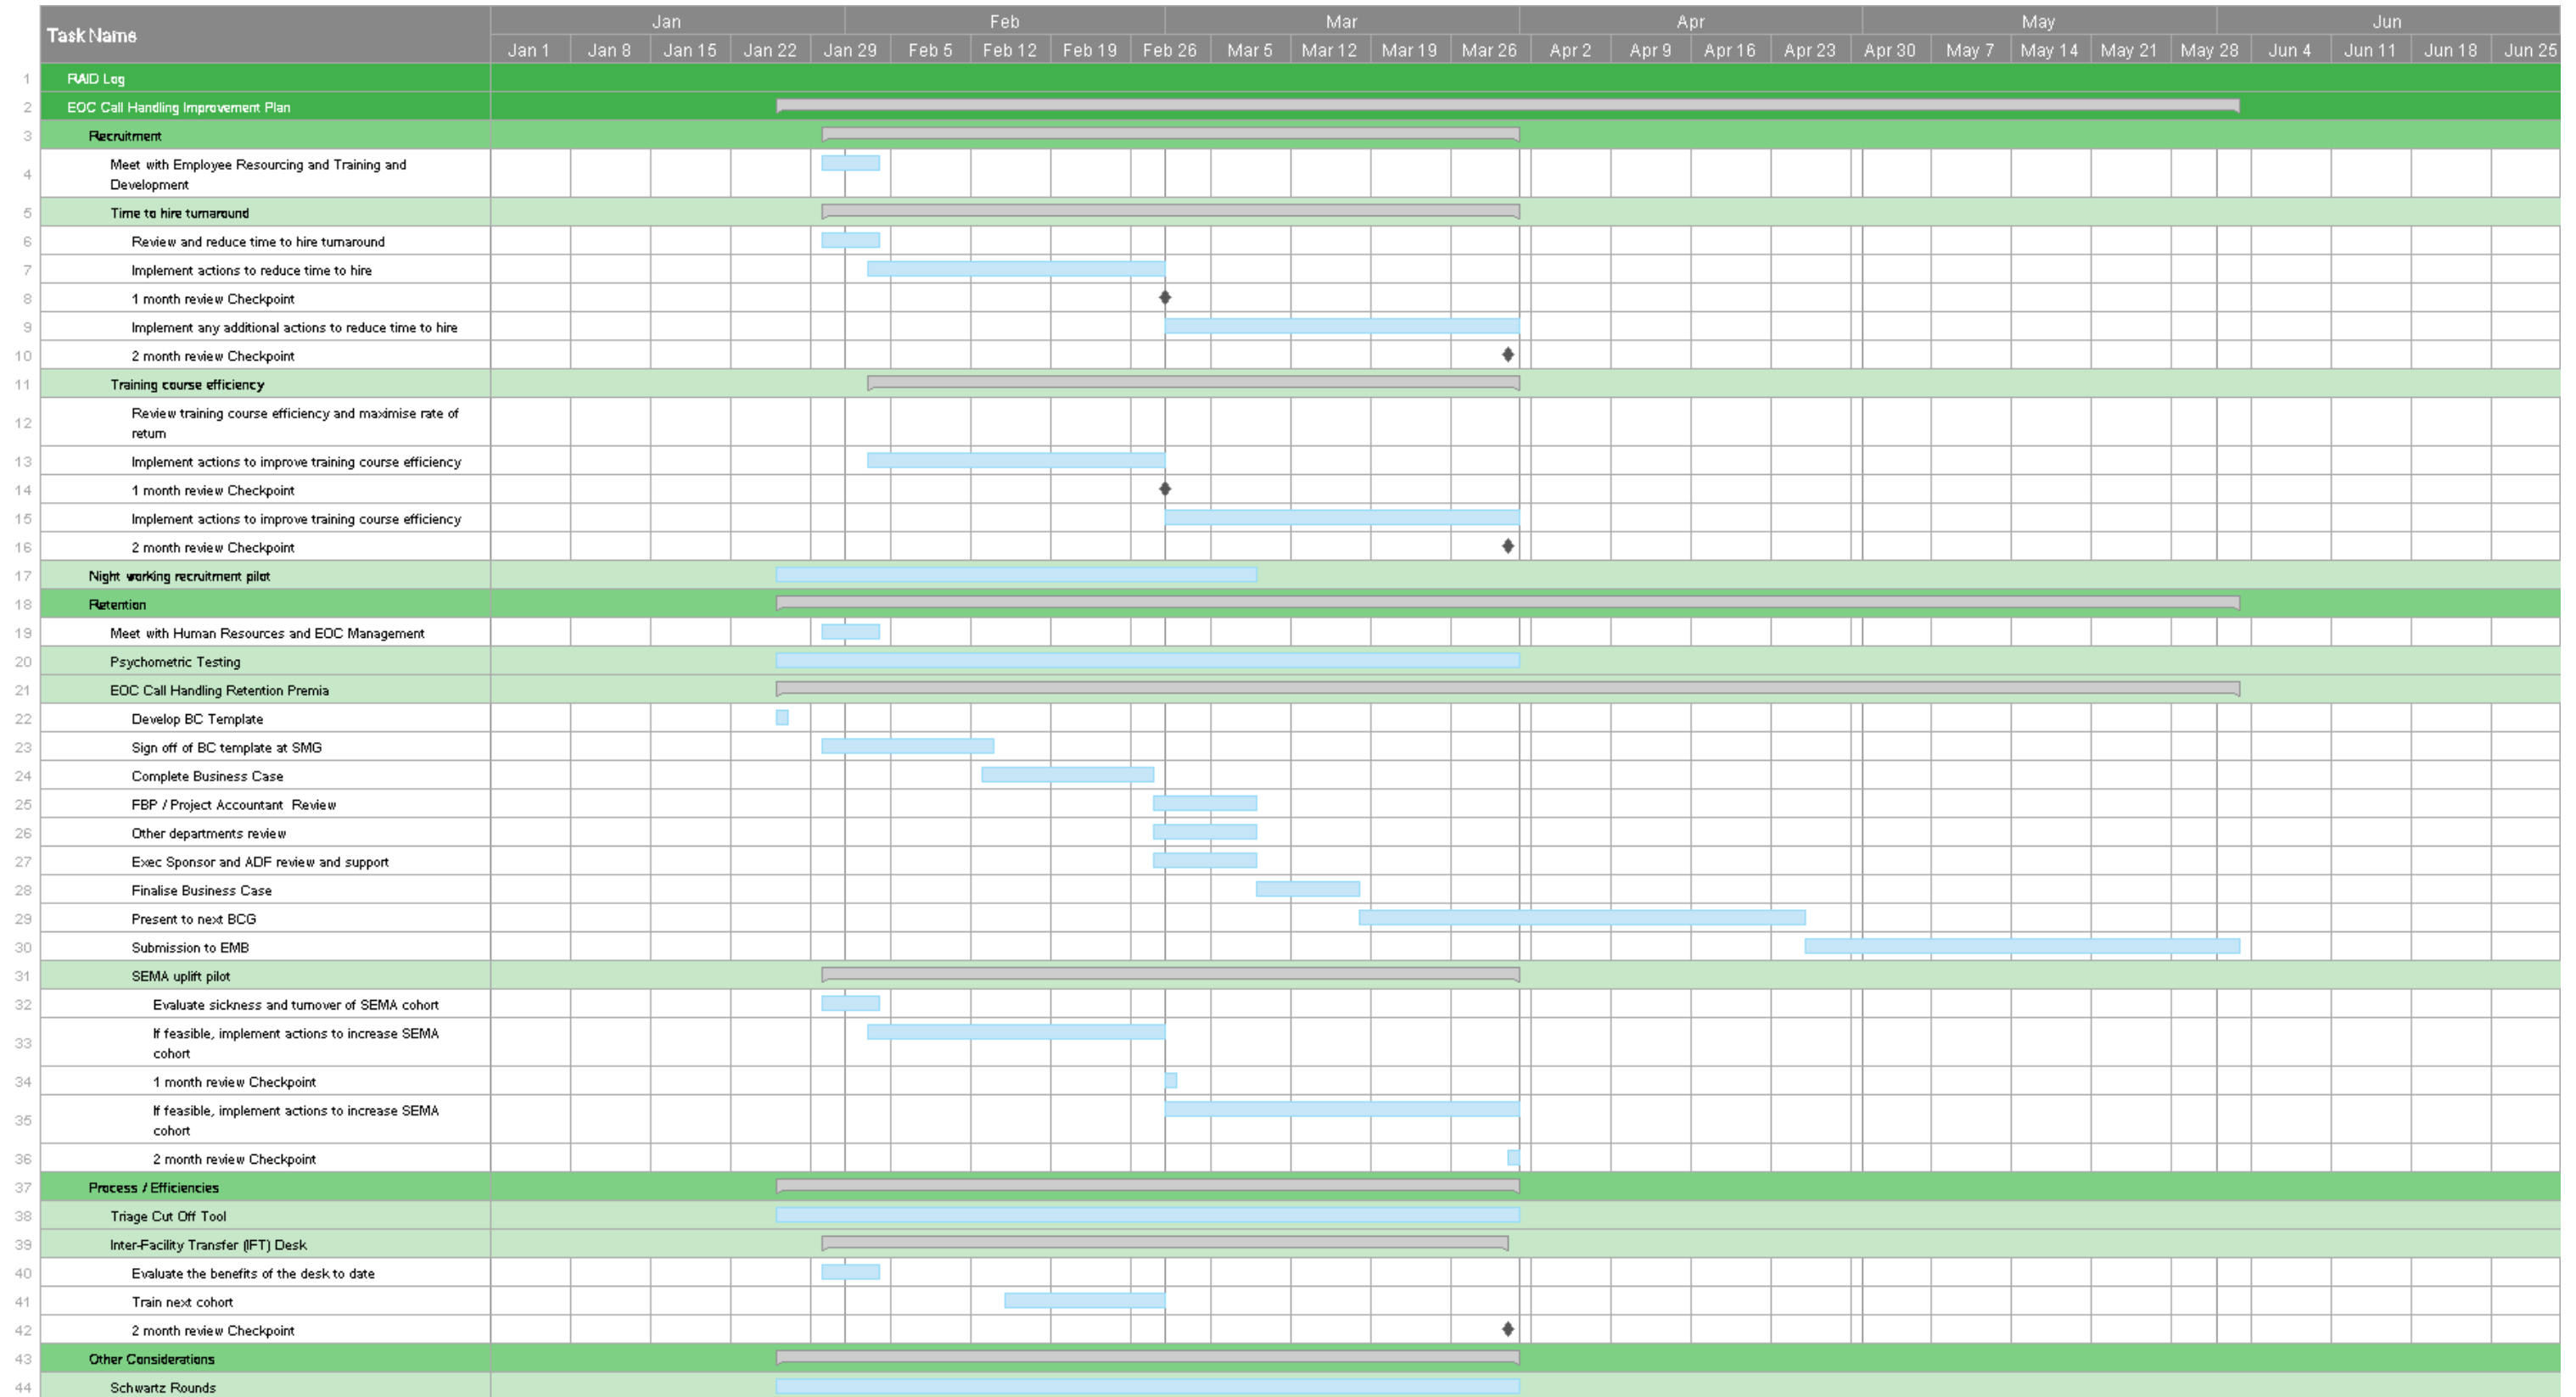 Task Name
Jan Feb Mar Apr May Jun
Jan 1 Jan 8 Jan 15 Jan 22 Jan 29 Feb 5 Feb 12 Feb 19 Feb 26 Mar 5 Mar 12 Mar 19 Mar 26 Apr 2 Apr 9 Apr 16 Apr 23 Apr 30 May 7 May 14 May 21 May 28 Jun 4 Jun 11 Jun 18 Jun 25
1 RAID Log
2 EOC Call Handling Improvement Plan
3 Recruitment
4 Meet with Employee Resourcing and Training and
Development
5 Time to hire turnaround
6 Review and reduce time to hire turnaround
7 Implement actions to reduce time to hire
8 1 month review Checkpoint
9 Implement any additional actions to reduce time to hire
10 2 month review Checkpoint
11 Training course efficiency
12 Review training course efficiency and maximise rate of
return
13 Implement actions to improve training course efficiency
14 1 month review Checkpoint
15 Implement actions to improve training course efficiency
16 2 month review Checkpoint
17 Night working recruitment pilot
18 Retention
19 Meet with Human Resources and EOC Management
20 Psychometric Testing
21 EOC Call Handling Retention Premia
22 Develop BC Template
23 Sign off of BC template at SMG
24 Complete Business Case
25 FBP / Project Accountant Review
26 Other departments review
27 Exec Sponsor and ADF review and support
28 Finalise Business Case
29 Present to next BCG
30 Submission to EMB
31 SEMA uplift pilot
32 Evaluate sickness and turnover of SEMA cohort
33 If feasible, implement actions to increase SEMA
cohort
34 1 month review Checkpoint
35 If feasible, implement actions to increase SEMA
cohort
36 2 month review Checkpoint
37 Process / Efficiencies
38 Triage Cut Off Tool
39 Inter-Facility Transfer (IFT) Desk
40 Evaluate the benefits of the desk to date
41 Train next cohort
42 2 month review Checkpoint
43 Other Considerations
44 Schwartz Rounds